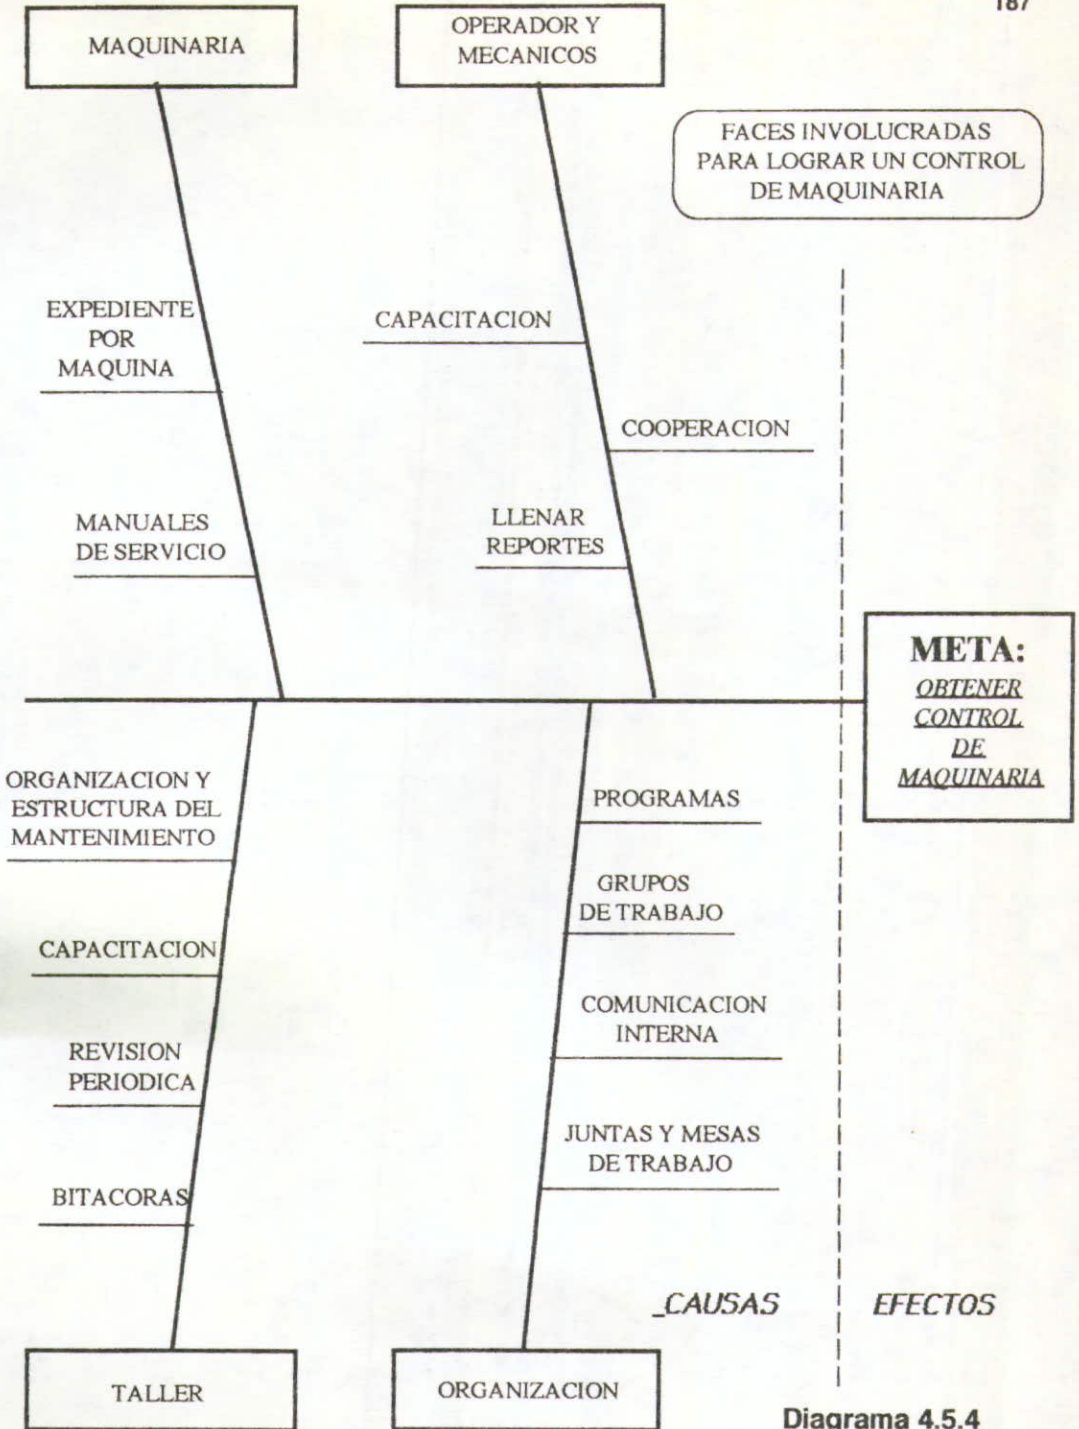 187
MAQUINARIA
OPERADOR Y
MECANICOS
FACES INVOLUCRADAS
PARA LOGRAR UN CONTROL
DE MAQUINARIA
EXPEDIENTE
POR
MAQUINA
CAPACITACION
COOPERACION
MANUALES
DE SERVICIO
LLENAR
REPORTES
META:
OBTENER
CONTROL
DE
MAQUINARIA
ORGANIZACION Y
ESTRUCTURA DEL
MANTENIMIENTO
CAPACITACION
REVISION
PERIODICA
BITACORAS
PROGRAMAS
GRUPOS
DE TRABAJO
COMUNICACION
INTERNA
JUNTAS Y MESAS
DE TRABAJO
_CAUSAS
EFECTOS
TALLER
ORGANIZACION
Diagrama 4.5.4